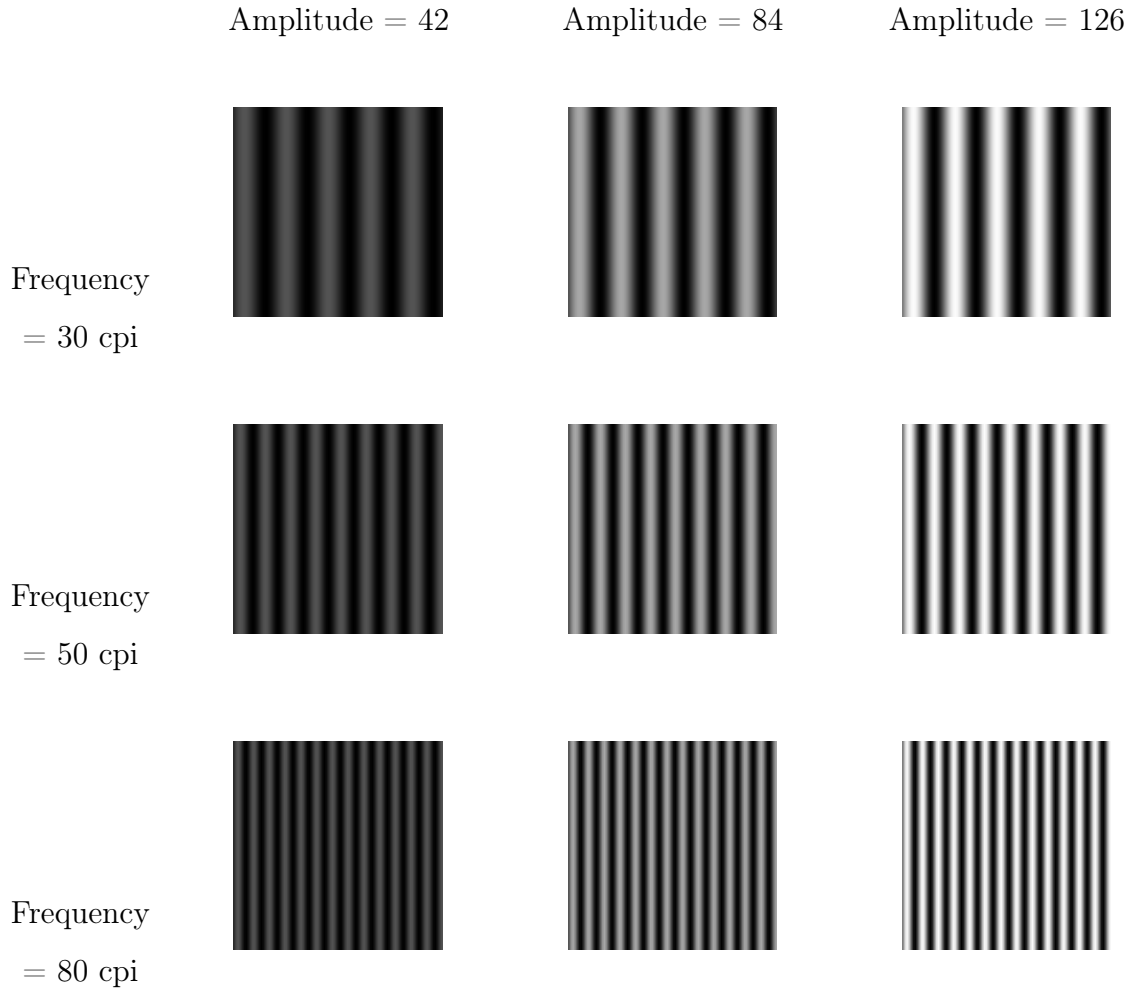 Amplitude = 42
Amplitude = 84
Amplitude = 126
Frequency
= 30 cpi
Frequency
= 50 cpi
Frequency
= 80 cpi